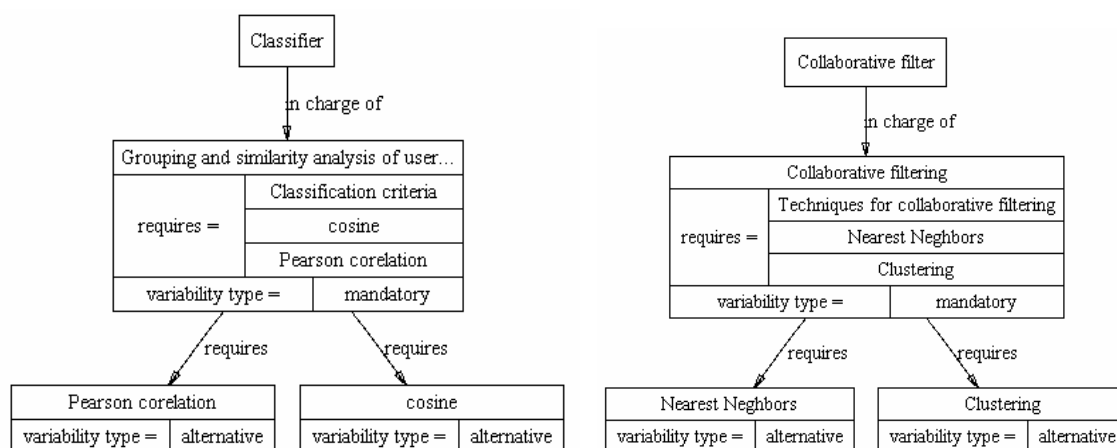 Classifier
in charge of
Grouping and similarity analysis of user...
requires =
Classification criteria
cosine
Pearson corelation
variability type = mandatory
requires requires
Pearson corelation
variability type = alternative
cosine
variability type = alternative
Collaborative filter
in charge of
Collaborative filtering
requires =
Techniques for collaborative filtering
Nearest Neghbors
Clustering
variability type = mandatory
requires requires
Nearest Neghbors
variability type = alternative
Clustering
variability type = alternative